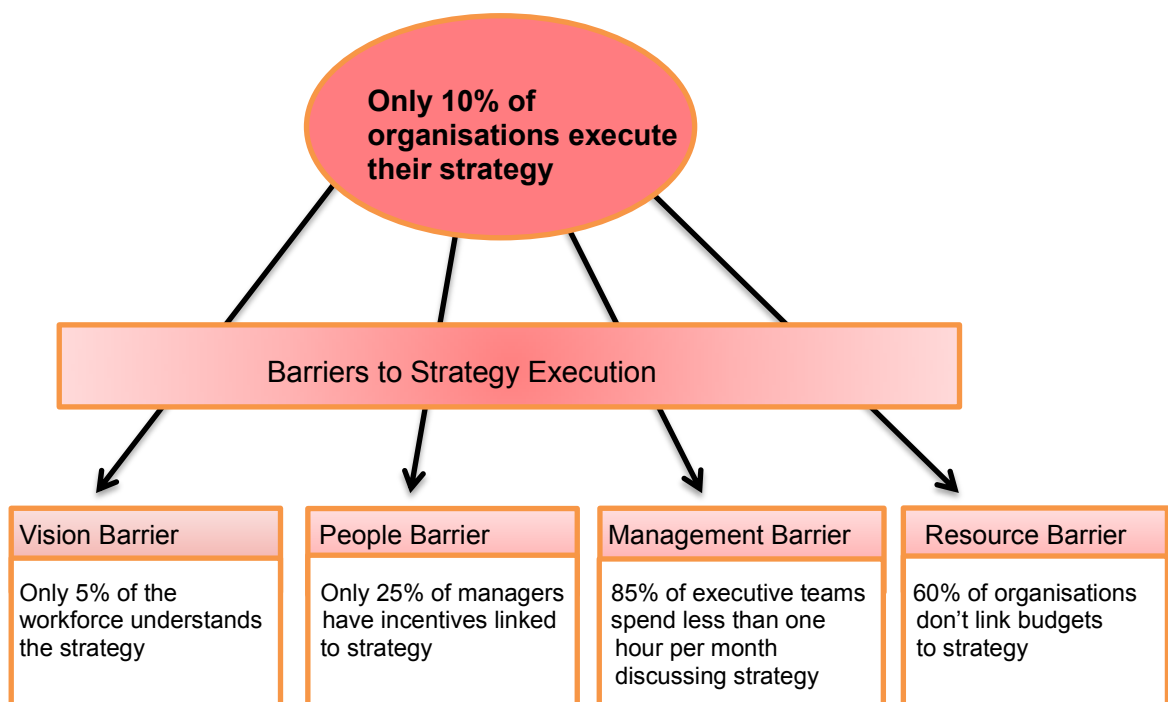 Only 10% of
organisations execute
their strategy
Barriers to Strategy Execution
Vision Barrier
Only 5% of the
workforce understands
the strategy
People Barrier
Only 25% of managers
have incentives linked
to strategy
Management Barrier
85% of executive teams
spend less than one
hour per month
discussing strategy
Resource Barrier
60% of organisations
don’t link budgets
to strategy